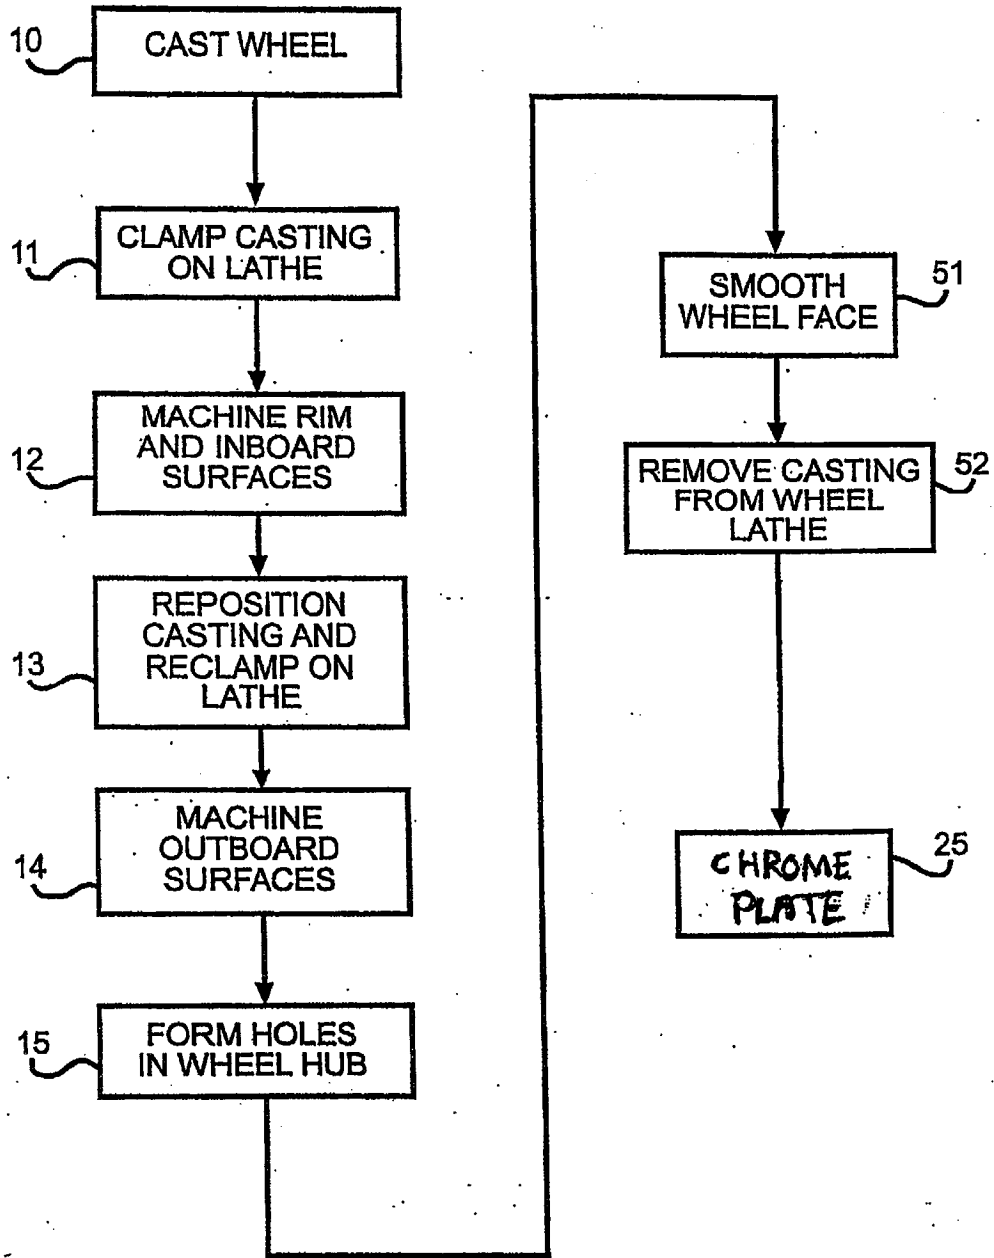 10
CAST WHEEL
11
CLAMP CASTING
ON LATHE
12
MACHINE RIM
AND INBOARD
SURFACES
13
REPOSITION
CASTING AND
RECLAMP ON
LATHE
14
MACHINE
OUTBOARD
SURFACES
15
FORM HOLES
IN WHEEL HUB
51
SMOOTH
WHEEL FACE
52
REMOVE CASTING
FROM WHEEL
LATHE
25
CHROME
PLATE